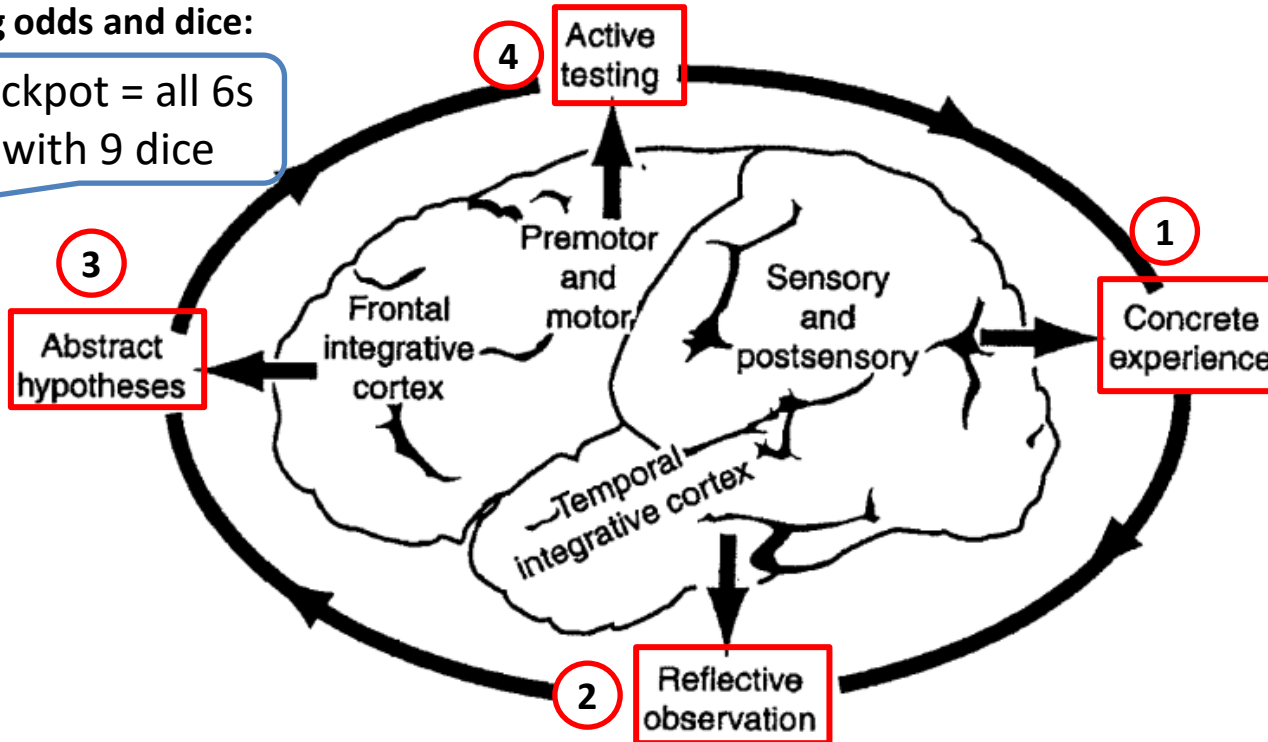 odds and dice:
ckpot = all 6s
with 9 dice
4
Active
testing
1
Concrete
experience
3
Abstract
hypotheses
Premotor
and
motor
Frontal
integrative
cortex
Sensory
and
postsensory
Temporal
integrative cortex
2
Reflective
observation